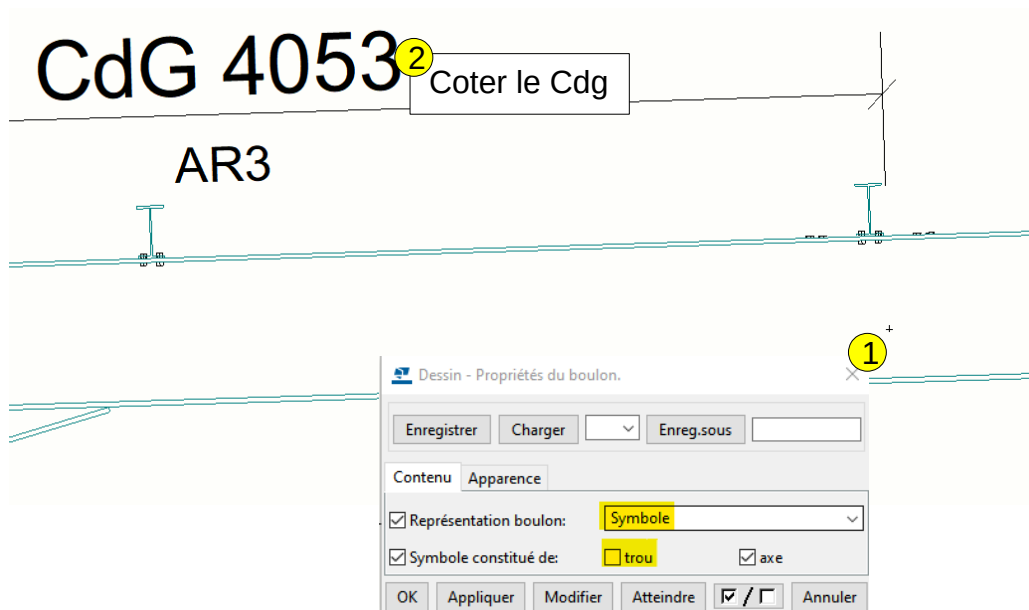 CdG 4053
2
Coter le Cdg
AR3
1
Dessin - Propriétés du boulon.
Enregistrer Charger Enreg.sous
Contenu Apparence
Représentation boulon: Symbole
Symbole constitué de: trou axe
OK Appliquer Modifier Atteindre / Annuler